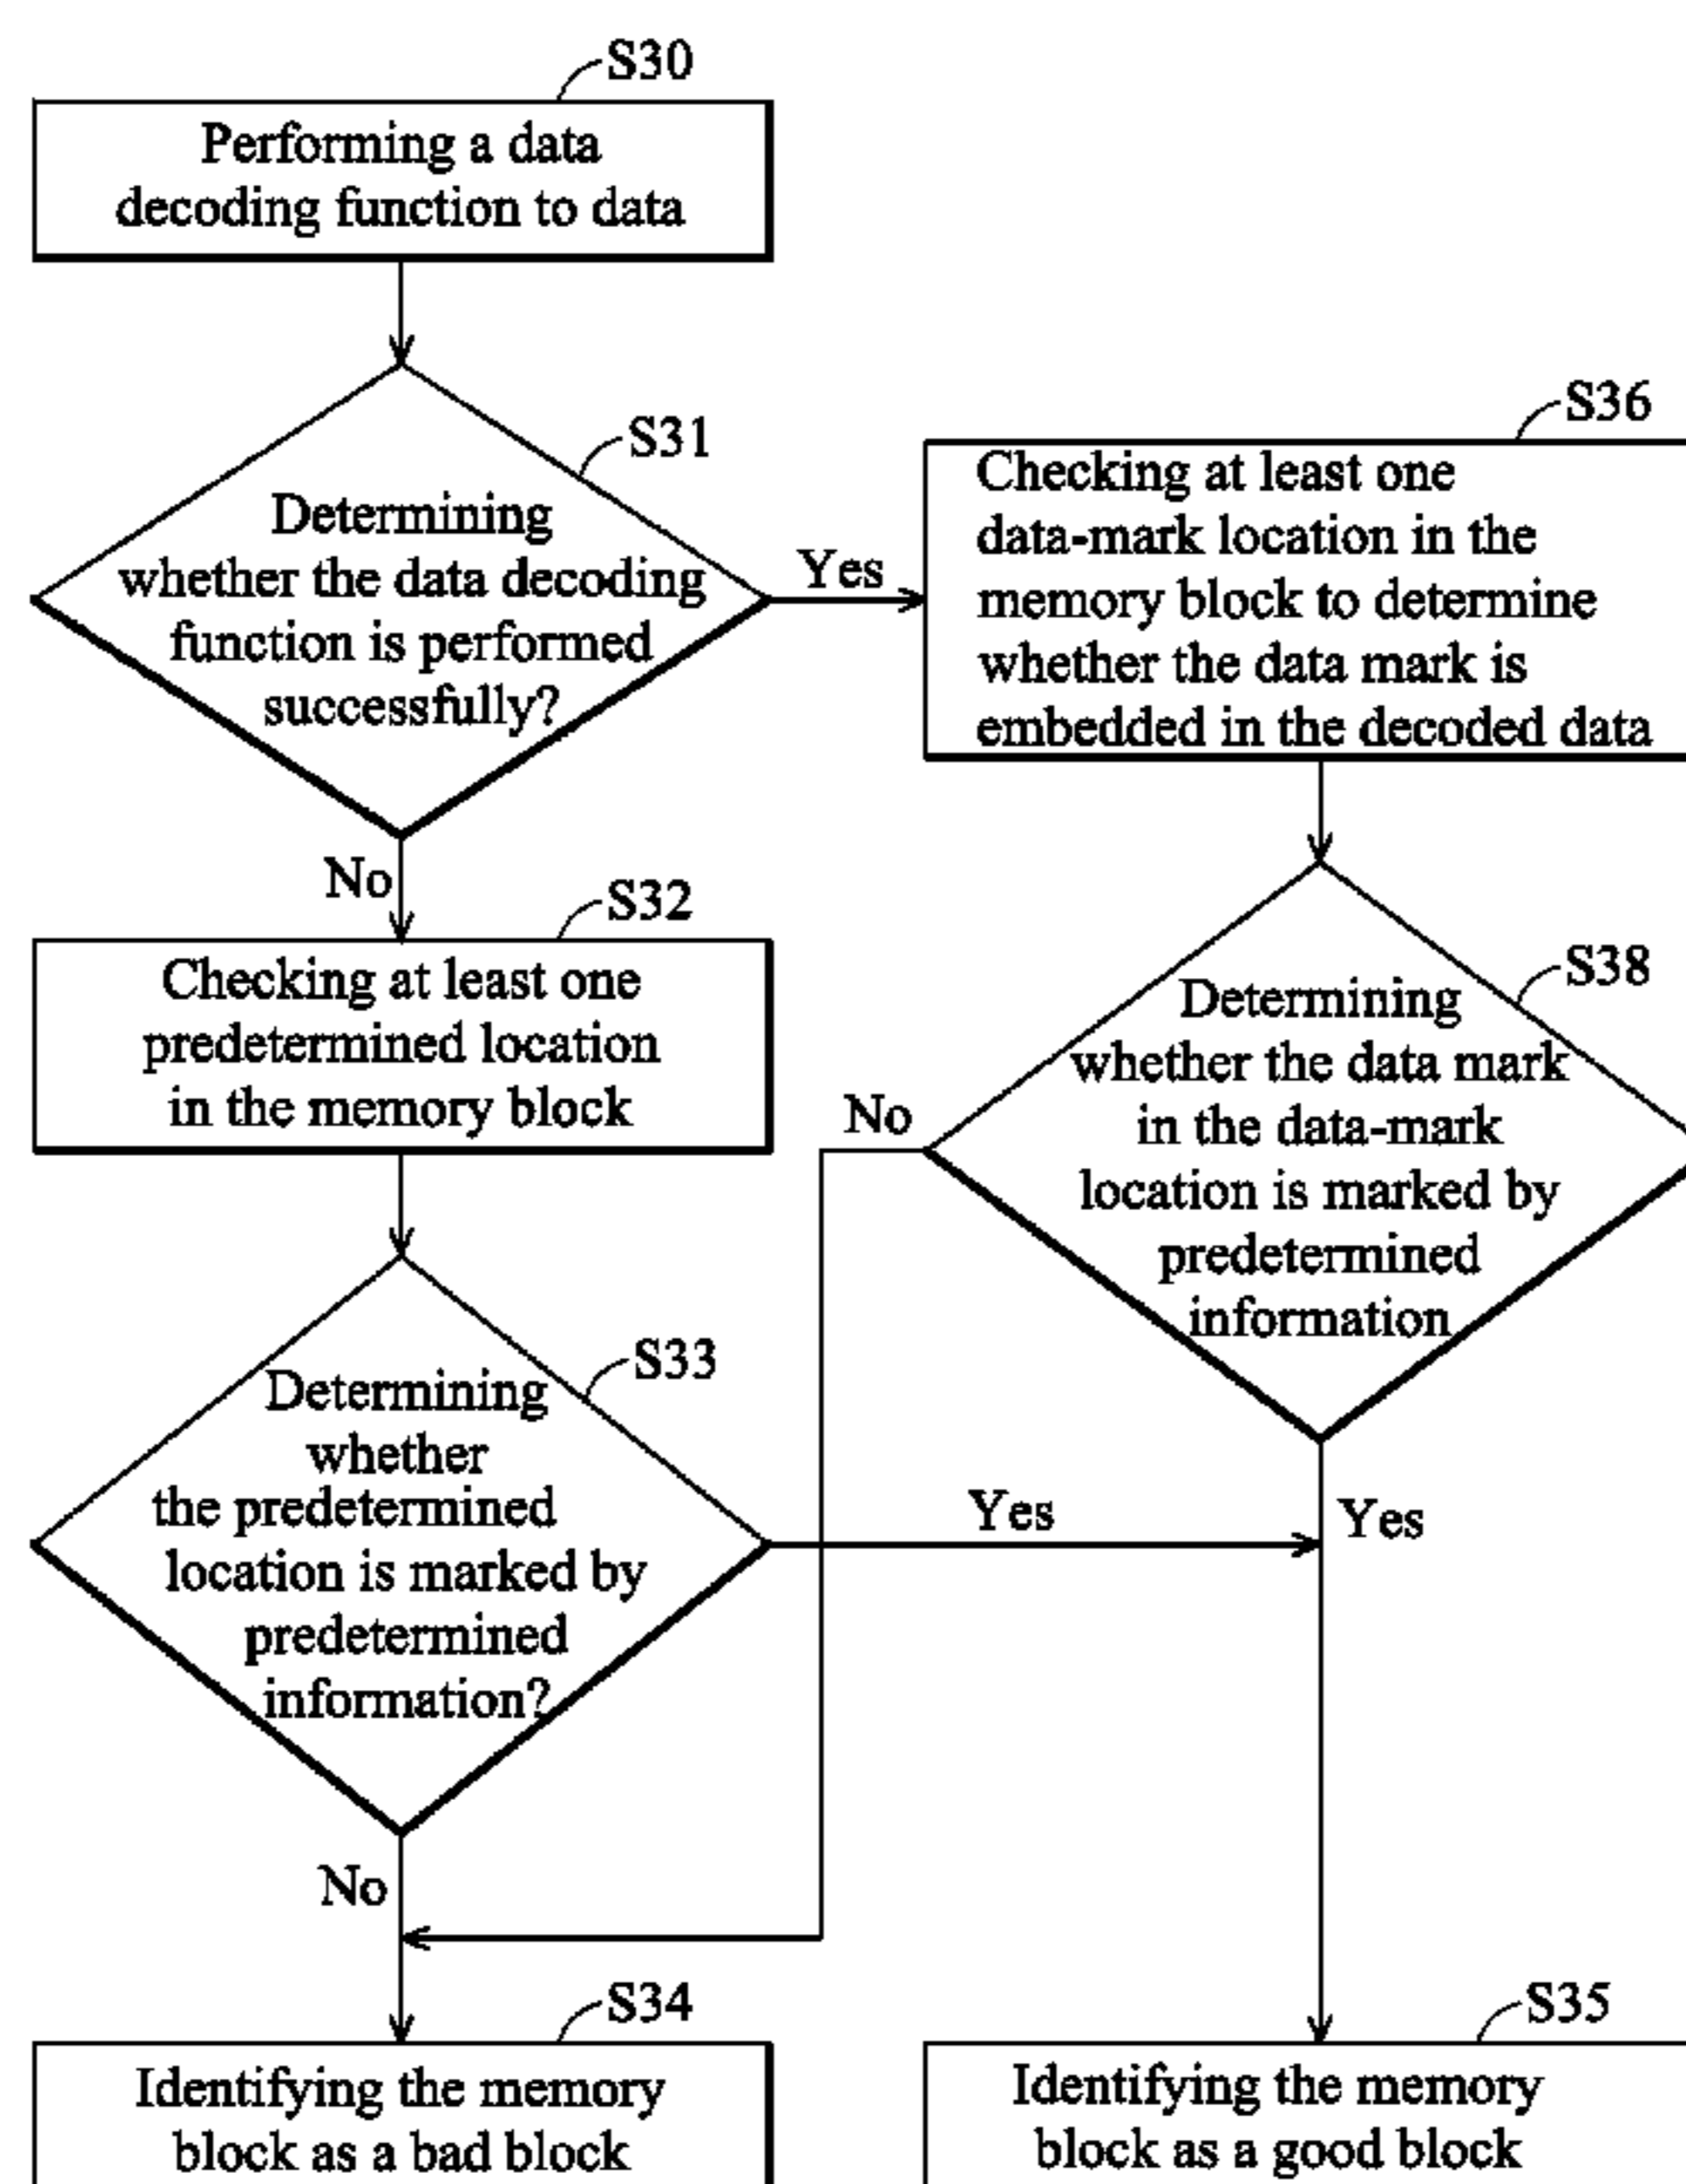 S30
Performing a data
decoding function to data
S31
Determining
whether the data decoding
function is performed
successfully?
Yes
No
S36
Checking at least one
data-mark location in the
memory block to determine
whether the data mark is
embedded in the decoded data
S32
Checking at least one
predetermined location
in the memory block
S38
Determining
whether the data mark
in the data-mark
location is marked by
predetermined
information
No
Yes
S33
Determining
whether
the predetermined
location is marked by
predetermined
information?
Yes
No
S34
Identifying the memory
block as a bad block
S35
Identifying the memory
block as a good block